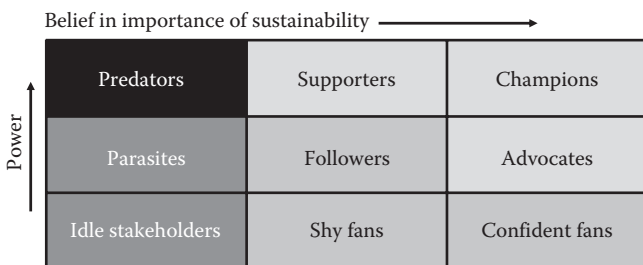 Belief in importance of sustainability
Power
Predators
Supporters
Champions
Parasites
Followers
Advocates
Idle stakeholders
Shy fans
Confident fans